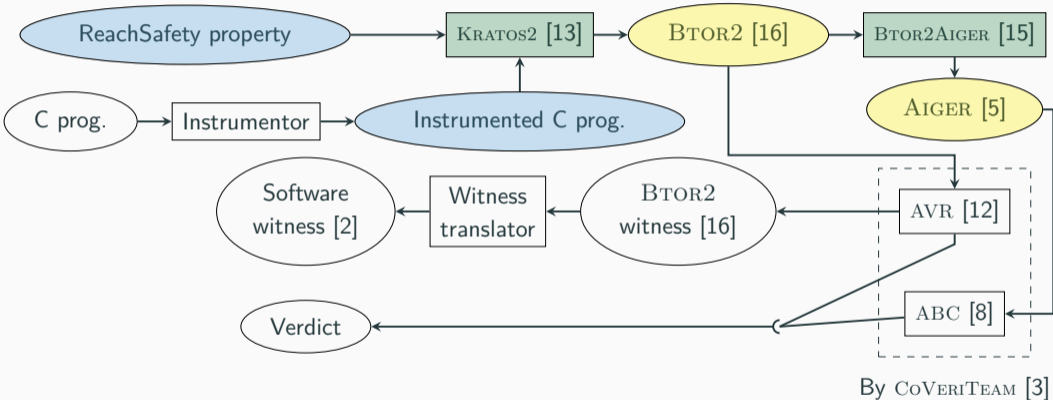 ReachSafety property
Kratos2 [13]
Btor2 [16]
Btor2Aiger [15]
Aiger [5]
C prog.
Instrumentor
Instrumented C prog.
Software
witness [2]
Witness
translator
Btor2
witness [16]
AVR [12]
Verdict
ABC [8]
By CoVeriTeam [3]